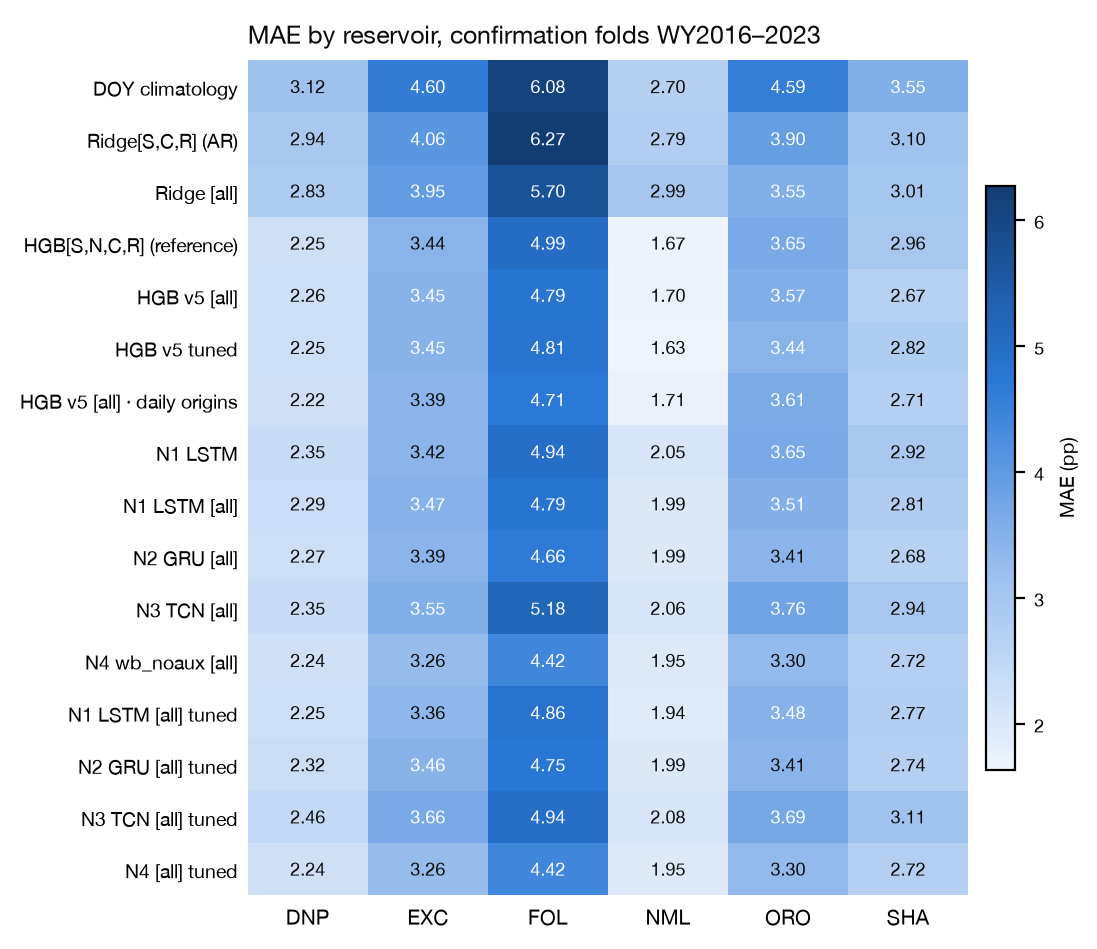 MAE by reservoir, confirmation folds WY2016–2023
DOY climatology 3.12 4.60 6.08 2.70 4.59 3.55
Ridge[S,C,R] (AR) 2.94 4.06 6.27 2.79 3.90 3.10
Ridge [all] 2.83 3.95 5.70 2.99 3.55 3.01
HGB[S,N,C,R] (reference) 2.25 3.44 4.99 1.67 3.65 2.96
HGB v5 [all] 2.26 3.45 4.79 1.70 3.57 2.67
HGB v5 tuned 2.25 3.45 4.81 1.63 3.44 2.82
HGB v5 [all] · daily origins 2.22 3.39 4.71 1.71 3.61 2.71
N1 LSTM 2.35 3.42 4.94 2.05 3.65 2.92
N1 LSTM [all] 2.29 3.47 4.79 1.99 3.51 2.81
N2 GRU [all] 2.27 3.39 4.66 1.99 3.41 2.68
N3 TCN [all] 2.35 3.55 5.18 2.06 3.76 2.94
N4 wb_noaux [all] 2.24 3.26 4.42 1.95 3.30 2.72
N1 LSTM [all] tuned 2.25 3.36 4.86 1.94 3.48 2.77
N2 GRU [all] tuned 2.32 3.46 4.75 1.99 3.41 2.74
N3 TCN [all] tuned 2.46 3.66 4.94 2.08 3.69 3.11
N4 [all] tuned 2.24 3.26 4.42 1.95 3.30 2.72
DNP EXC FOL NML ORO SHA
6
5
4
3
2
MAE (pp)